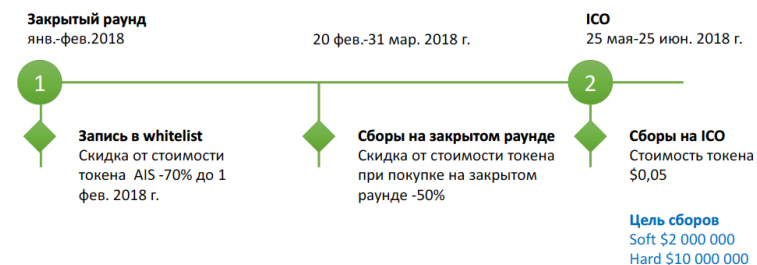 Закрытый раунд
янв.-фев.2018
20 фев.-31 мар. 2018 г.
ICO
25 мая-25 июн. 2018 г.
1
2
Запись в whitelist
Скидка от стоимости
токена AIS -70% до 1
фев. 2018 г.
Сборы на закрытом раунде
Скидка от стоимости токена
при покупке на закрытом
раунде -50%
Сборы на ICO
Стоимость токена
$0,05
Цель сборов
Soft $2 000 000
Hard $10 000 000